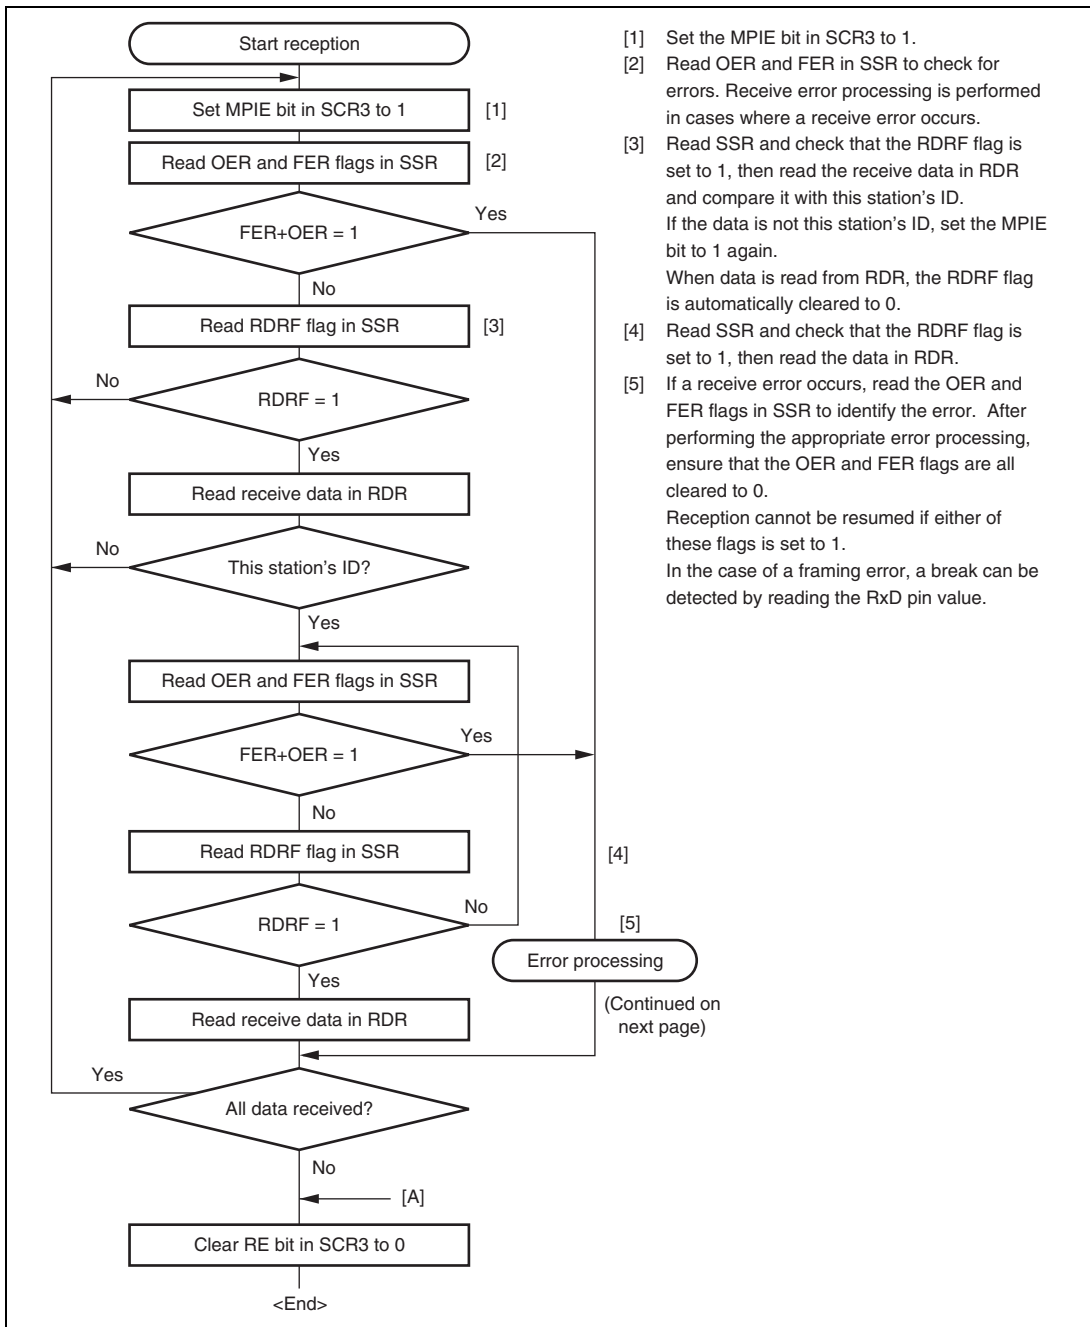 Start reception
Set MPIE bit in SCR3 to 1
[1]
Read OER and FER flags in SSR
[2]
Yes
FER+OER = 1
No
Read RDRF flag in SSR
[3]
No
RDRF = 1
Yes
Read receive data in RDR
No
This station's ID?
Yes
Read OER and FER flags in SSR
Yes
FER+OER = 1
No
Read RDRF flag in SSR
[4]
No
RDRF = 1
[5]
Error processing
Yes
(Continued on
next page)
Read receive data in RDR
Yes
All data received?
No
[A]
Clear RE bit in SCR3 to 0
<End>
[1] Set the MPIE bit in SCR3 to 1.
[2] Read OER and FER in SSR to check for
errors. Receive error processing is performed
in cases where a receive error occurs.
[3] Read SSR and check that the RDRF flag is
set to 1, then read the receive data in RDR
and compare it with this station's ID.
If the data is not this station's ID, set the MPIE
bit to 1 again.
When data is read from RDR, the RDRF flag
is automatically cleared to 0.
[4] Read SSR and check that the RDRF flag is
set to 1, then read the data in RDR.
[5] If a receive error occurs, read the OER and
FER flags in SSR to identify the error. After
performing the appropriate error processing,
ensure that the OER and FER flags are all
cleared to 0.
Reception cannot be resumed if either of
these flags is set to 1.
In the case of a framing error, a break can be
detected by reading the RxD pin value.